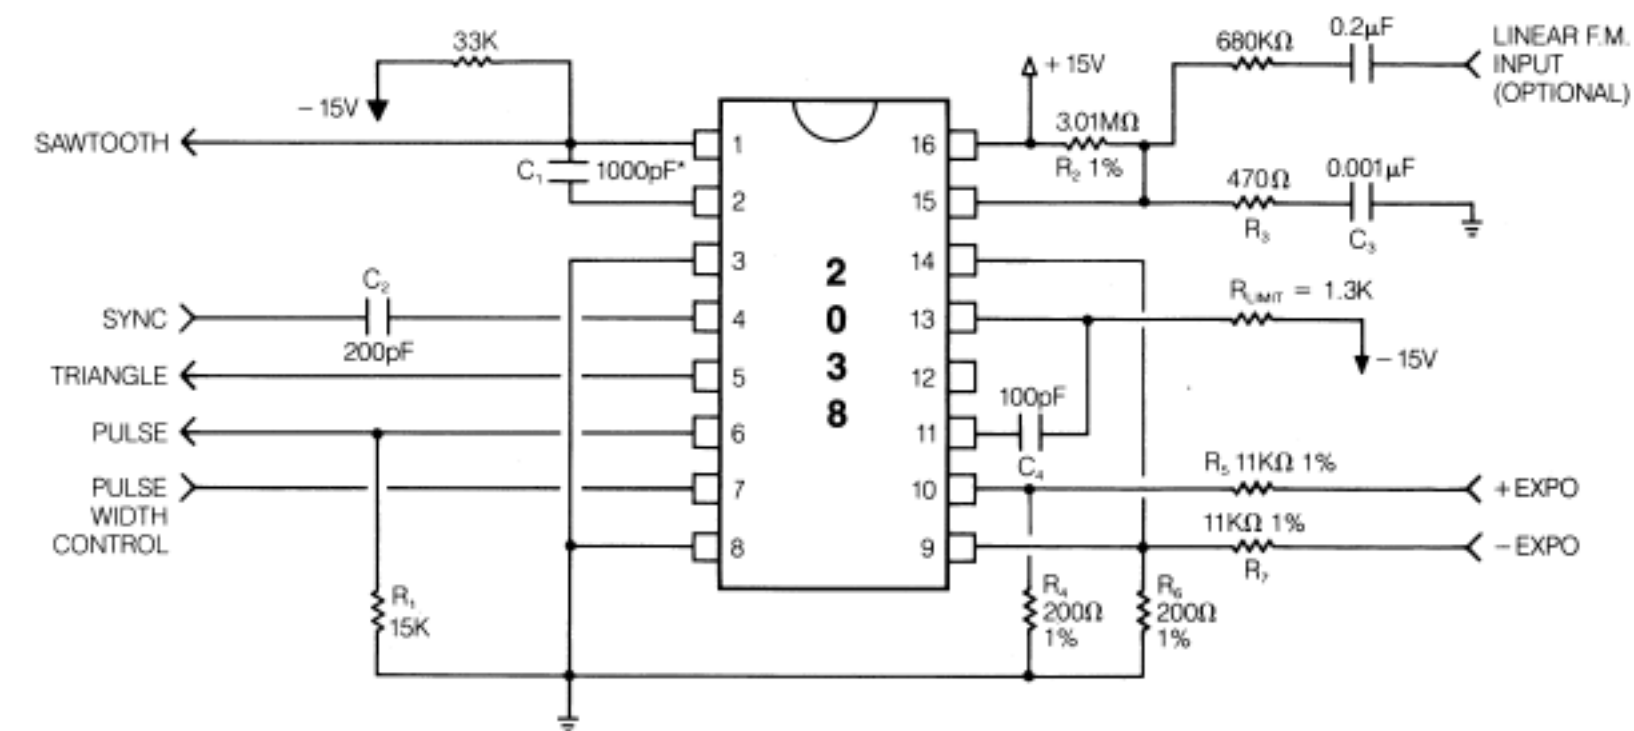 33K
-15V
SAWTOOTH
C₁ 1000pF*
C₂
SYNC
200pF
TRIANGLE
PULSE
PULSE
WIDTH
CONTROL
R₁
15K
1
2
3
4
5
6
7
8
2
0
3
8
16
15
14
13
12
11
10
9
+15V
3.01MΩ
R₂ 1%
680KΩ
0.2µF
LINEAR F.M.
INPUT
(OPTIONAL)
470Ω
R₃
0.001µF
C₃
R_LIMIT = 1.3K
-15V
100pF
C₄
R₅ 11KΩ 1%
+EXPO
11KΩ 1%
R₇
-EXPO
R₄
200Ω
1%
R₆
200Ω
1%